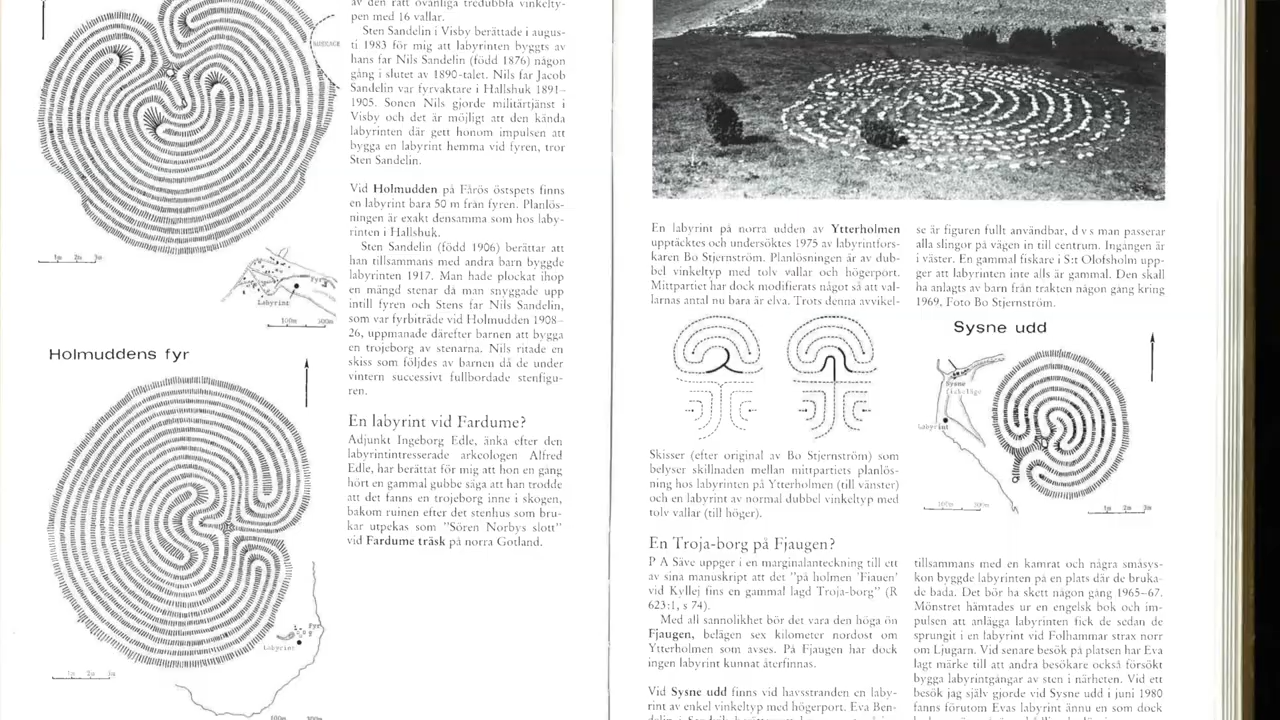 av den rätt ovanliga tredubbla vinkelty-
pen med 16 vallar.
Sten Sandelin i Visby berättade i augus-
ti 1983 för mig att labyrinten byggts av
hans far Nils Sandelin (född 1876) någon
gång i slutet av 1890-talet. Nils far Jacob
Sandelin var fyrvaktare i Hallshuk 1891–
1905. Sonen Nils gjorde militärtjänst i
Visby och det är möjligt att den kända
labyrinten där gett honom impulsen att
bygga en labyrint hemma vid fyren, tror
Sten Sandelin.
Vid Holmudden på Fårös östspets finns
en labyrint bara 50 m från fyren. Planlös-
ningen är exakt densamma som hos laby-
rinten i Hallshuk.
Sten Sandelin (född 1906) berättar att
han tillsammans med andra barn byggde
labyrinten 1917. Man hade plockat ihop
en mängd stenar då man snyggade upp
intill fyren och Stens far Nils Sandelin,
som var fyrbiträde vid Holmudden 1908–
26, uppmanade därefter barnen att bygga
en trojeborg av stenarna. Nils ritade en
skiss som följdes av barnen då de under
vintern successivt fullbordade stenfigu-
ren.
En labyrint vid Fardume?
Adjunkt Ingeborg Edle, änka efter den
labyrintintresserade arkeologen Alfred
Edle, har berättat för mig att hon en gång
hört en gammal gubbe säga att han trodde
att det fanns en trojeborg inne i skogen,
bakom ruinen efter det stenhus som bru-
kar utpekas som "Sören Norbys slott"
vid Fardume träsk på norra Gotland.
1m 2m 3m
Fyr
Labyrint
100m 300m
Holmuddens fyr
Fyr
Labyrint
1m 2m 3m
100m 300m
En labyrint på norra udden av Ytterholmen
upptäcktes och undersöktes 1975 av labyrintfors-
karen Bo Stjernström. Planlösningen är av dub-
bel vinkeltyp med tolv vallar och högerport.
Mittpartiet har dock modifierats något så att val-
larnas antal nu bara är elva. Trots denna avvikel-
se är figuren fullt användbar, d v s man passerar
alla slingor på vägen in till centrum. Ingången är
i väster. En gammal fiskare i S:t Olofsholm upp-
ger att labyrinten inte alls är gammal. Den skall
ha anlagts av barn från trakten någon gång kring
1969. Foto Bo Stjernström.
Sysne udd
Sysne
fiskeläge
Labyrint
100m 300m
1m 2m 3m
Skisser (efter original av Bo Stjernström) som
belyser skillnaden mellan mittpartiets planlös-
ning hos labyrinten på Ytterholmen (till vänster)
och en labyrint av normal dubbel vinkeltyp med
tolv vallar (till höger).
En Troja-borg på Fjaugen?
P A Säve uppger i en marginalanteckning till ett
av sina manuskript att det "på holmen 'Fiauen'
vid Kyllej fins en gammal lagd Troja-borg" (R
623:1, s 74).
Med all sannolikhet bör det vara den höga ön
Fjaugen, belägen sex kilometer nordost om
Ytterholmen som avses. På Fjaugen har dock
ingen labyrint kunnat återfinnas.
Vid Sysne udd finns vid havsstranden en laby-
rint av enkel vinkeltyp med högerport. Eva Ben-
tillsammans med en kamrat och några småsys-
kon byggde labyrinten på en plats där de bruka-
de bada. Det bör ha skett någon gång 1965–67.
Mönstret hämtades ur en engelsk bok och im-
pulsen att anlägga labyrinten fick de sedan de
sprungit i en labyrint vid Folhammar strax norr
om Ljugarn. Vid senare besök på platsen har Eva
lagt märke till att andra besökare också försökt
bygga labyrintgångar av sten i närheten. Vid ett
besök jag själv gjorde vid Sysne udd i juni 1980
fanns förutom Evas labyrint ännu en som dock